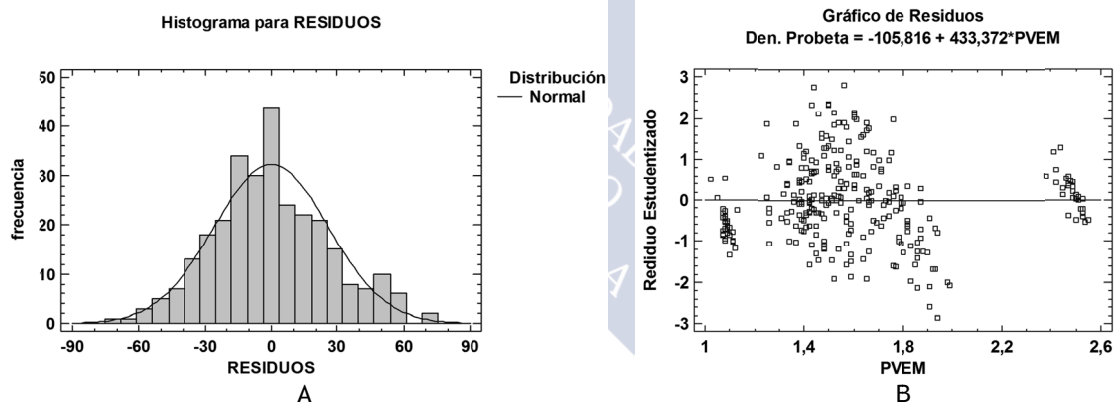 Histograma para RESIDUOS
50
40
30
20
10
0
frecuencia
-90
-60
-30
0
30
60
90
RESIDUOS
Distribución
Normal
A
Gráfico de Residuos
Den. Probeta = -105,816 + 433,372*PVEM
3
2
1
0
-1
-2
-3
Rediduo Estudentizado
1
1,4
1,8
2,2
2,6
PVEM
B